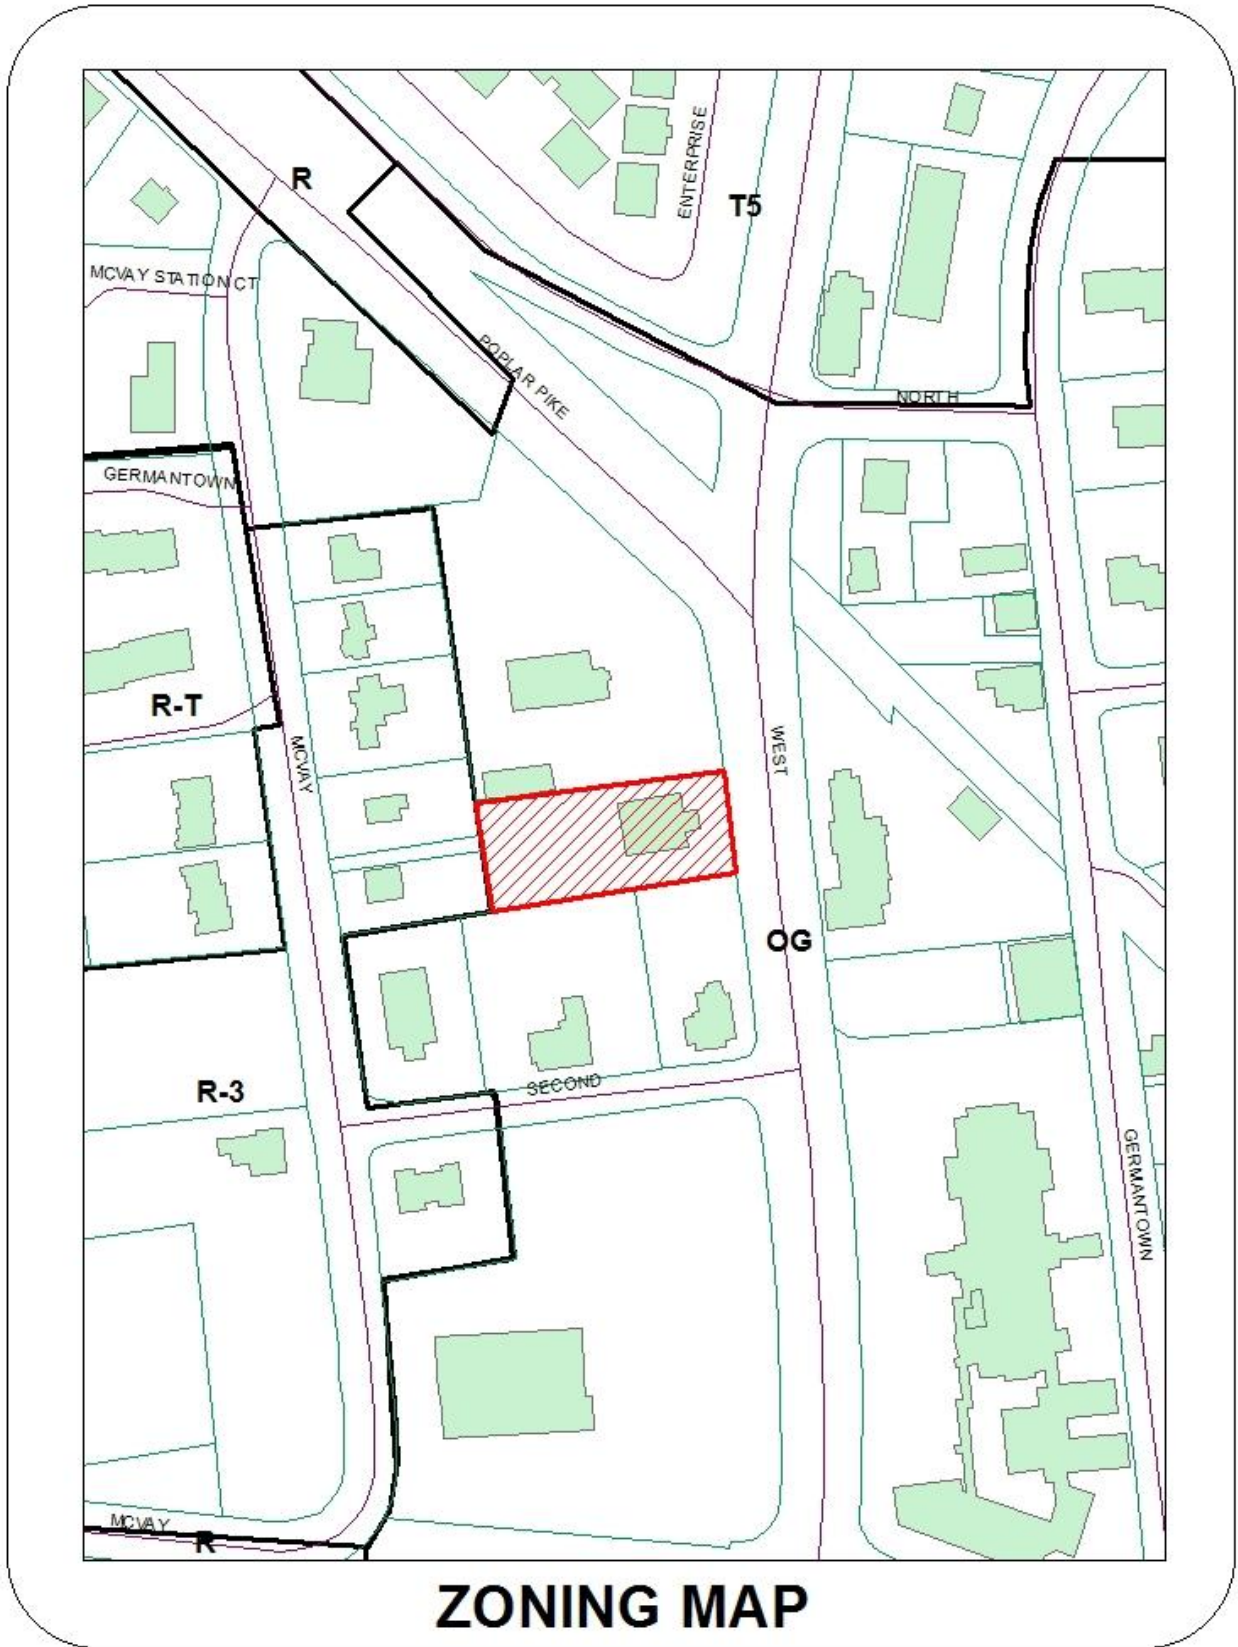 ENTERPRISE
R
T5
MCVAY STATION CT
POPLAR PIKE
NORTH
GERMANTOWN
R-T
MCVAY
WEST
OG
SECOND
R-3
GERMANTOWN
MCVAY
R
ZONING MAP